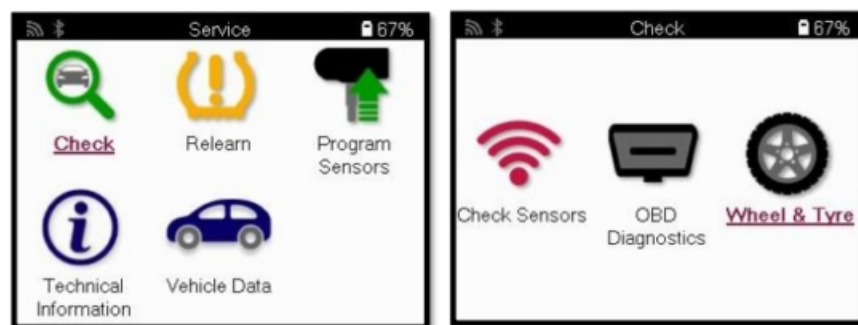 Service
67%
Check
Relearn
Program
Sensors
Technical
Information
Vehicle Data
Check
67%
Check Sensors
OBD
Diagnostics
Wheel & Tyre